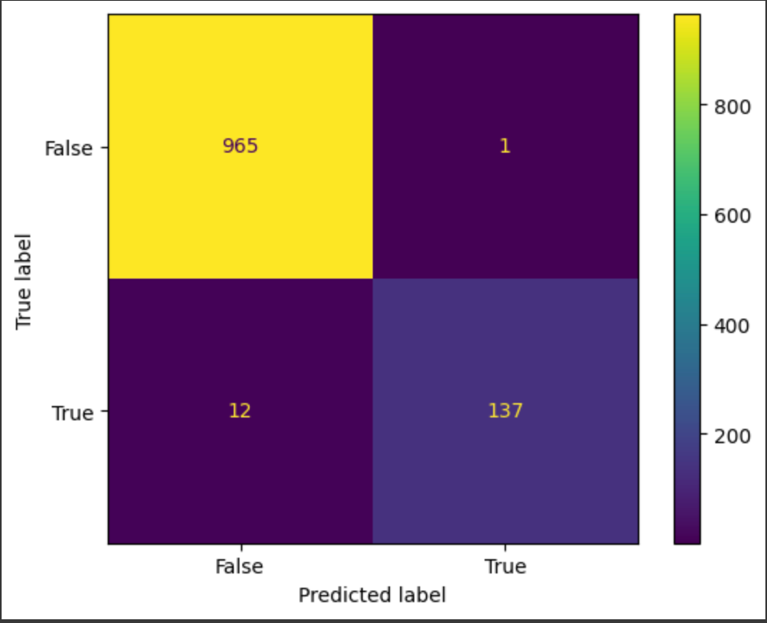 True label
False
965
1
True
12
137
False
True
Predicted label
800
600
400
200